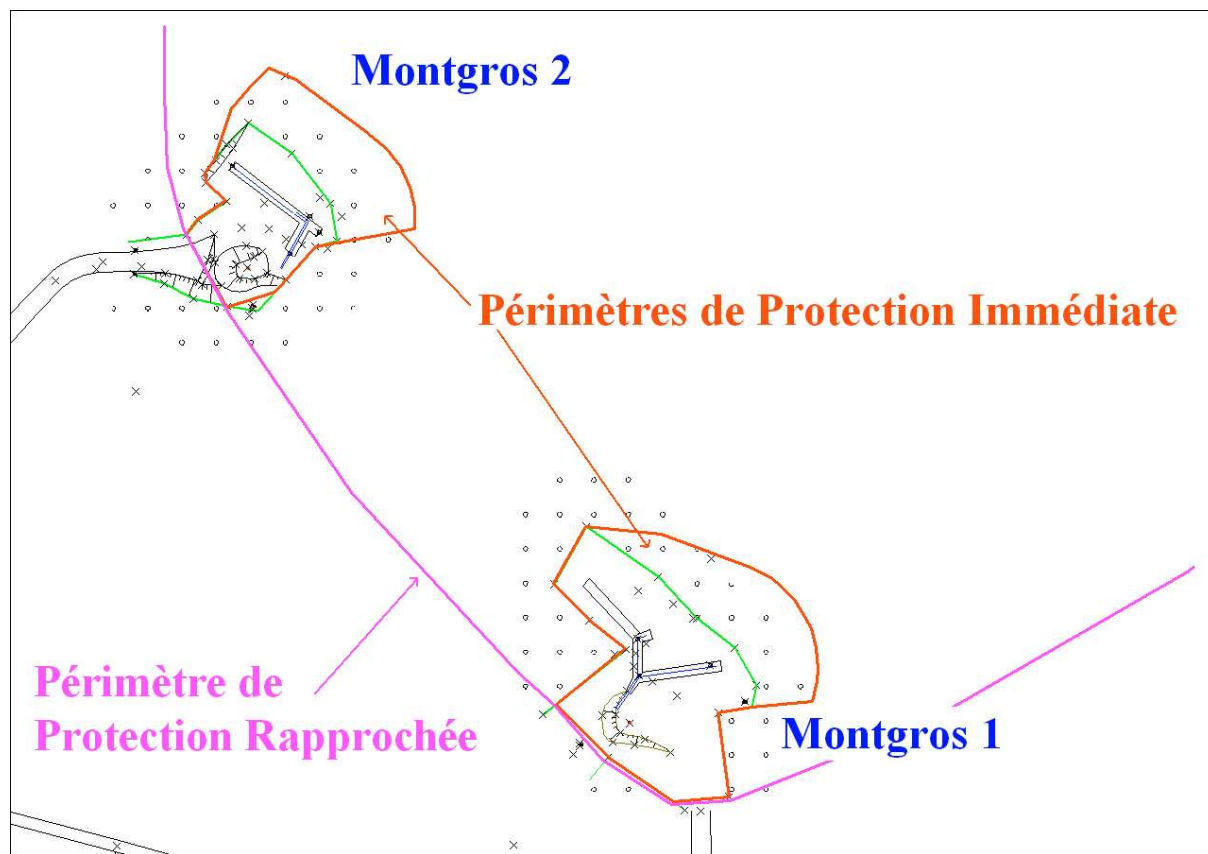 Montgros 2
Périmètres de Protection Immédiate
Périmètre de
Protection Rapprochée
Montgros 1